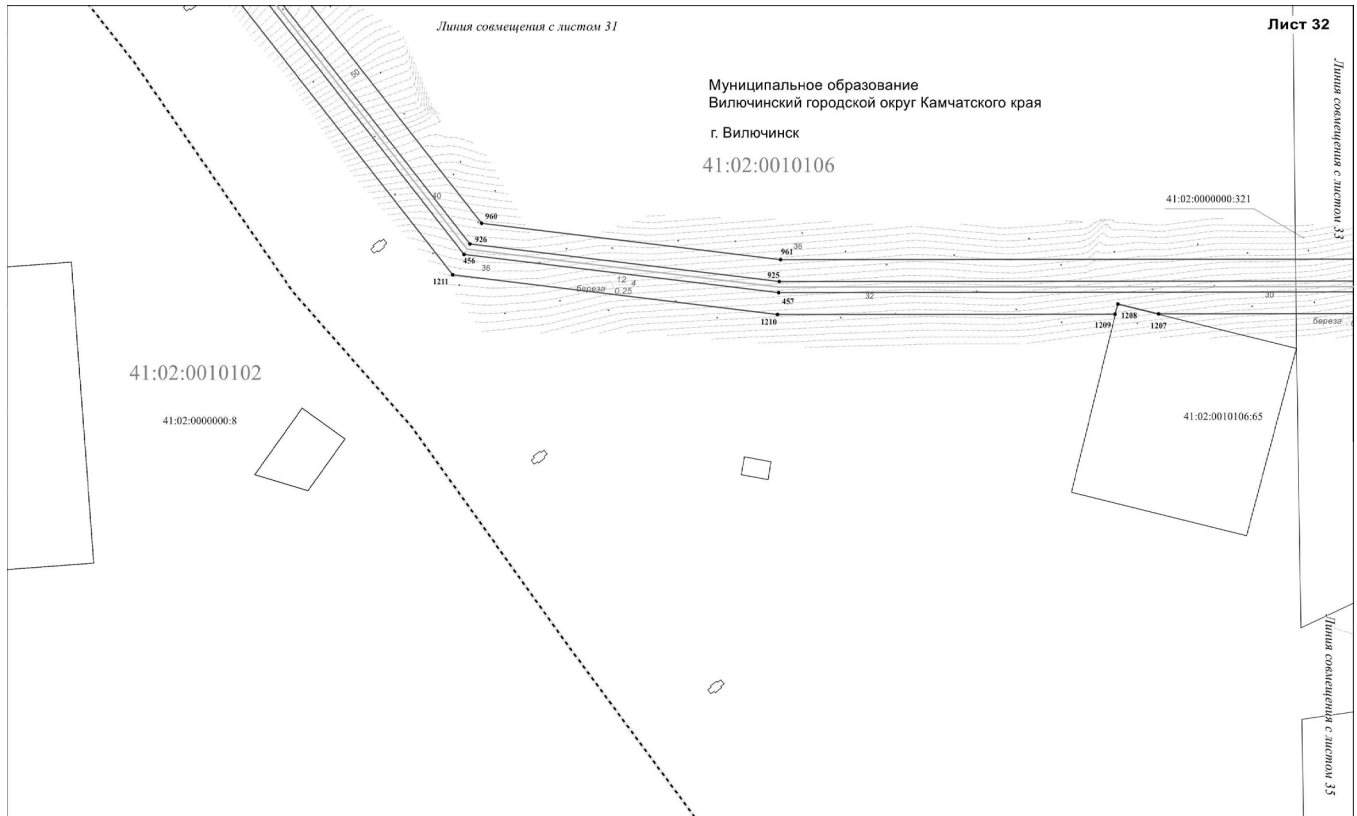 Линия совмещения с листом 31
Лист 32
Линия совмещения с листом 33
Муниципальное образование
Вилючинский городской округ Камчатского края
г. Вилючинск
41:02:0010106
41:02:0000000:321
50
40
960
926
456
36
1211
961
36
925
457
12
4
береза
0,25
32
30
1210
1209
1208
1207
береза
41:02:0010102
41:02:0000000:8
41:02:0010106:65
Линия совмещения с листом 35